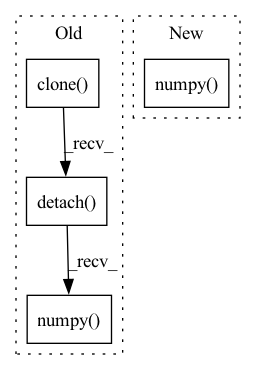 Old
New
clone()
numpy()
_recv_
detach()
_recv_
numpy()